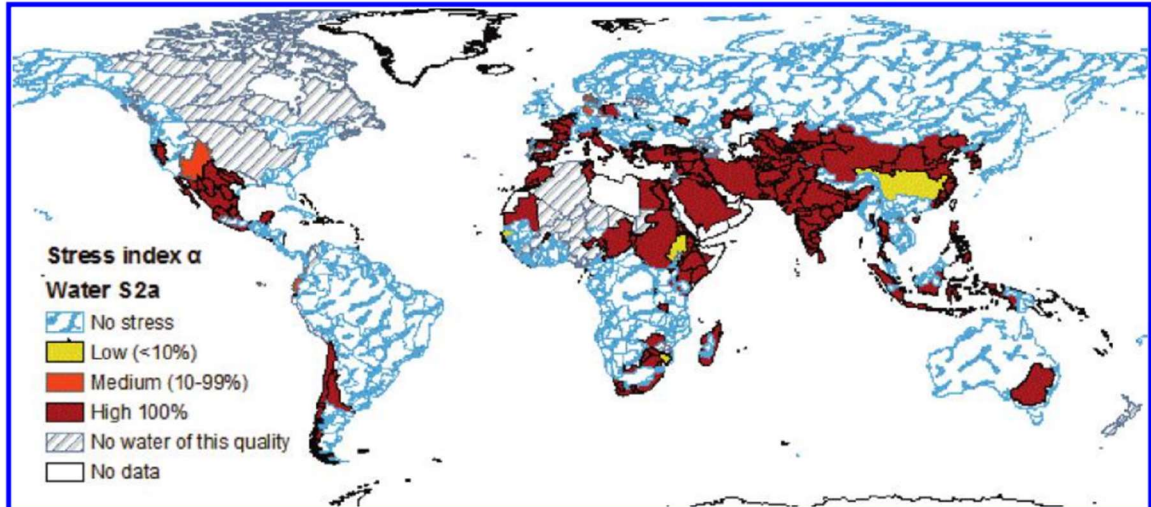 Stress index α
Water S2a
No stress
Low (<10%)
Medium (10-99%)
High 100%
No water of this quality
No data